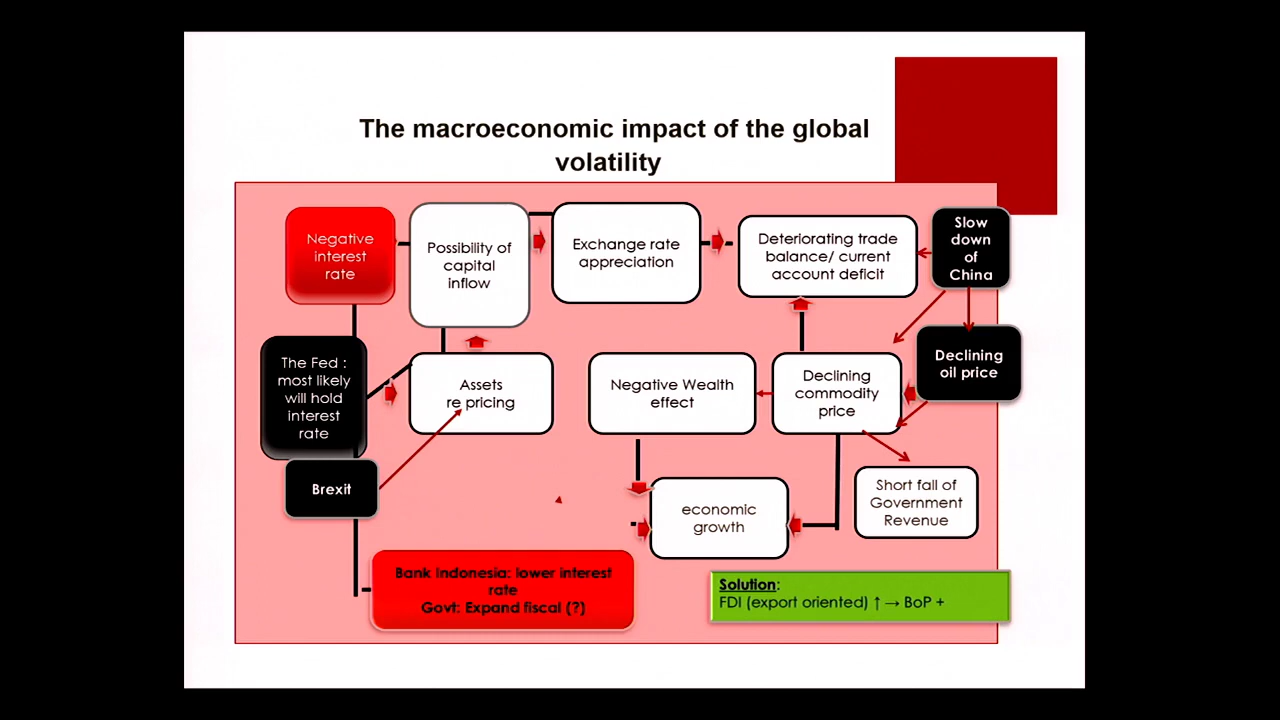 The macroeconomic impact of the global
volatility
Negative
interest
rate
Possibility of
capital
inflow
Exchange rate
appreciation
Deteriorating trade
balance/ current
account deficit
Slow
down
of
China
The Fed :
most likely
will hold
interest
rate
Assets
re pricing
Negative Wealth
effect
Declining
commodity
price
Declining
oil price
Brexit
economic
growth
Short fall of
Government
Revenue
Bank Indonesia: lower interest
rate
Govt: Expand fiscal (?)
Solution:
FDI (export oriented) ↑ → BoP +